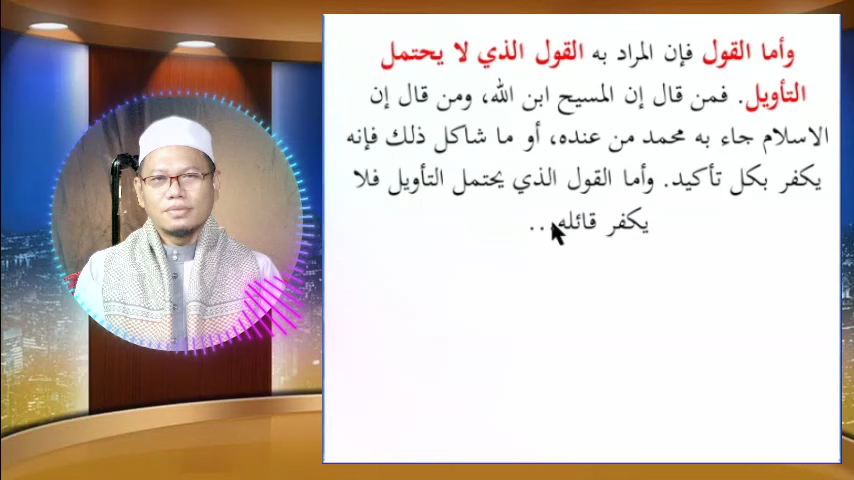 وأما القول فإن المراد به القول الذي لا يحتمل
التأويل. فمن قال إن المسيح ابن الله، ومن قال إن
الاسلام جاء به محمد من عنده، أو ما شاكل ذلك فإنه
يكفر بكل تأكيد. وأما القول الذي يحتمل التأويل فلا
يكفر قائله...